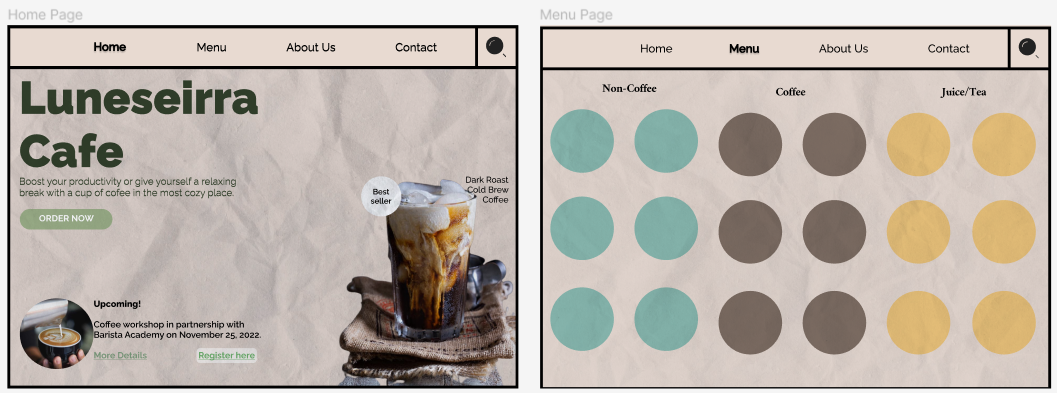 Home Page
Home Menu About Us Contact
Luneseirra
Cafe
Boost your productivity or give yourself a relaxing
break with a cup of cofee in the most cozy place.
ORDER NOW
Best
seller
Dark Roast
Cold Brew
Coffee
Upcoming!
Coffee workshop in partnership with
Barista Academy on November 25, 2022.
More Details Register here
Menu Page
Home Menu About Us Contact
Non-Coffee Coffee Juice/Tea